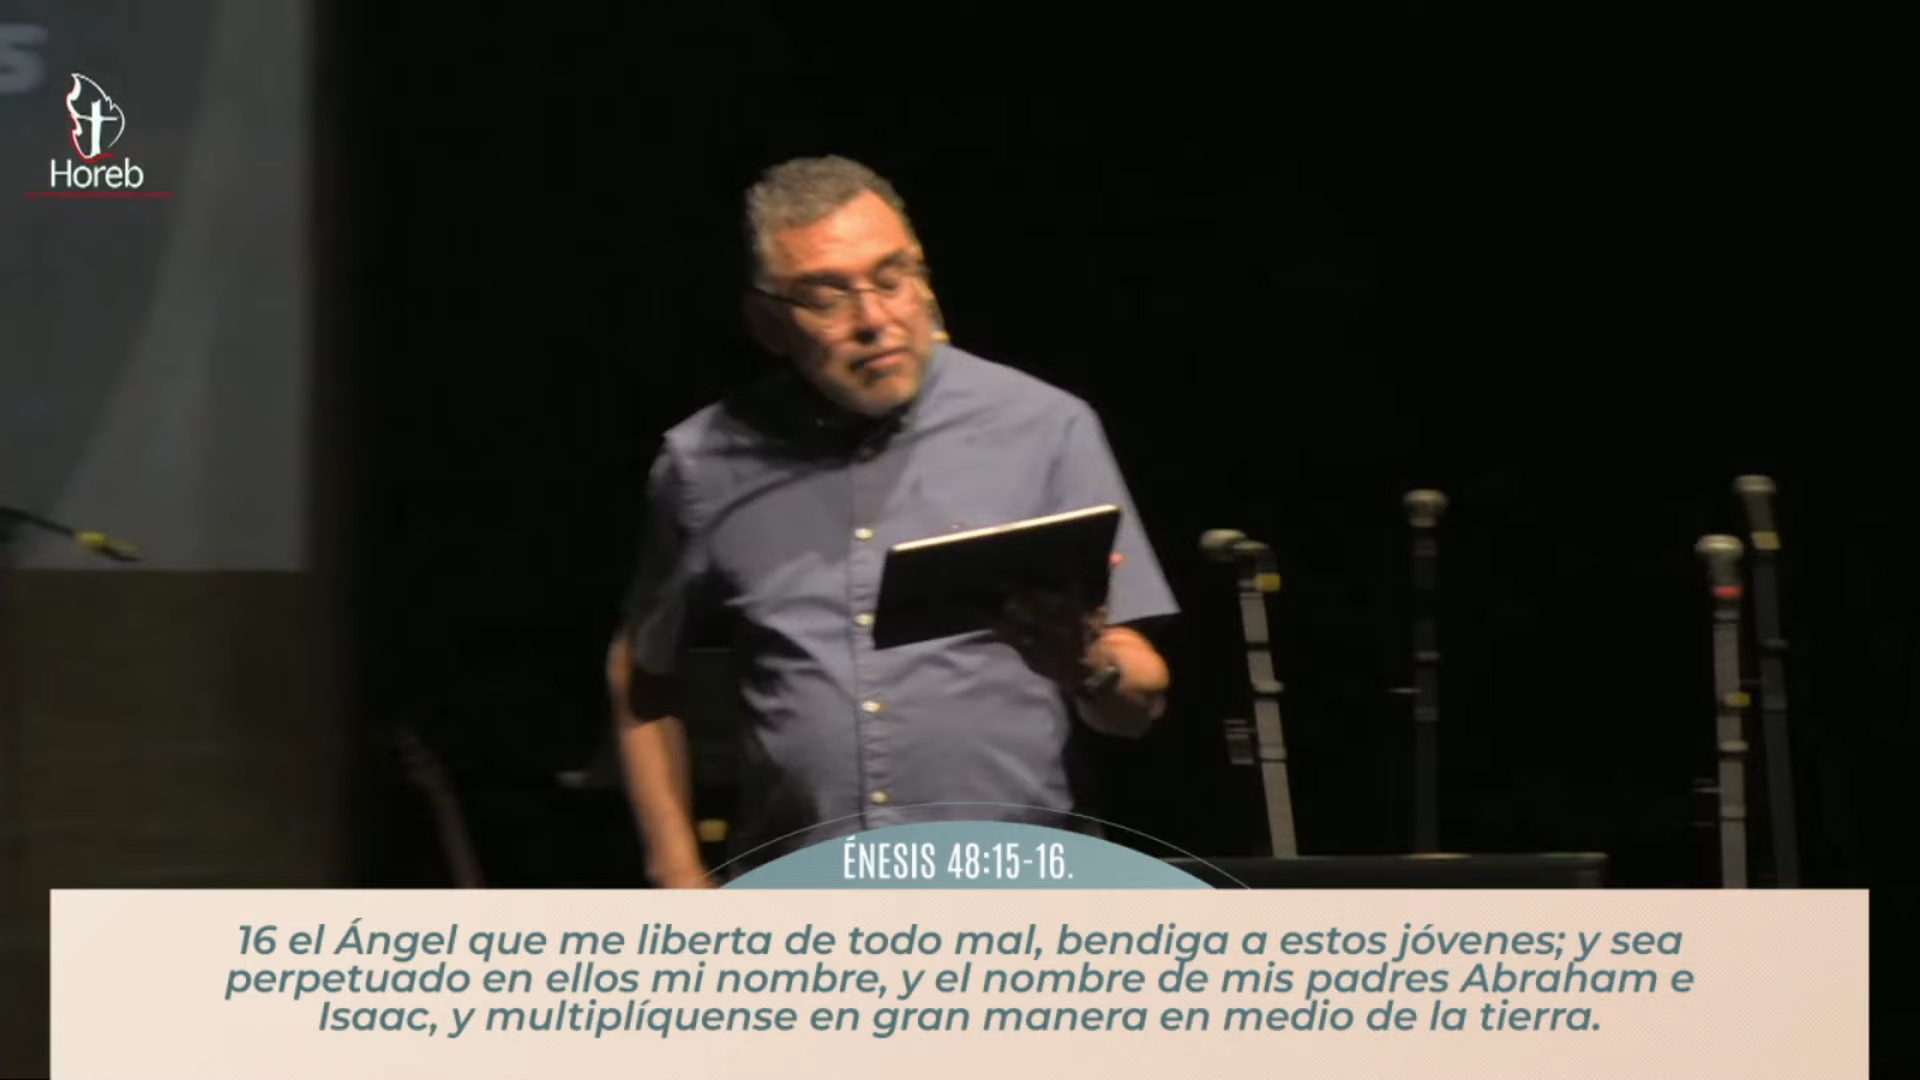 Horeb
ÉNESIS 48:15-16.
16 el Ángel que me liberta de todo mal, bendiga a estos jóvenes; y sea
perpetuado en ellos mi nombre, y el nombre de mis padres Abraham e
Isaac, y multiplíquense en gran manera en medio de la tierra.